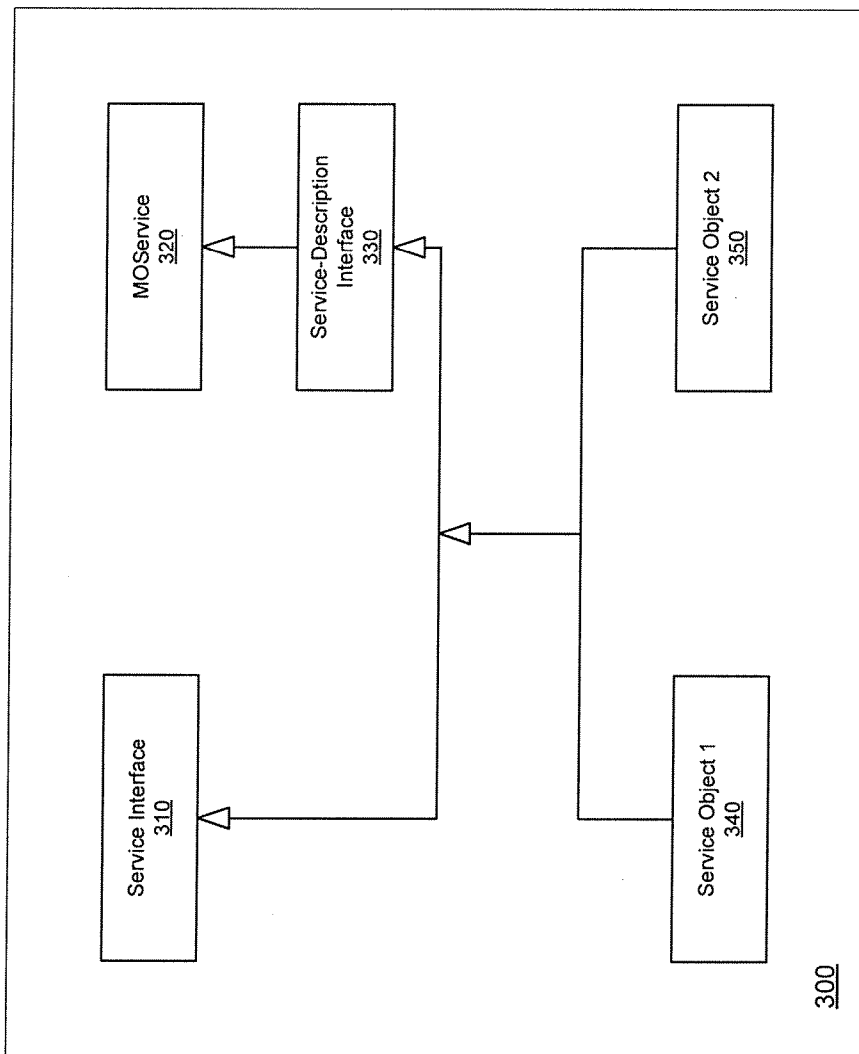 Service Interface
310
MOService
320
Service-Description
Interface
330
Service Object 1
340
Service Object 2
350
300